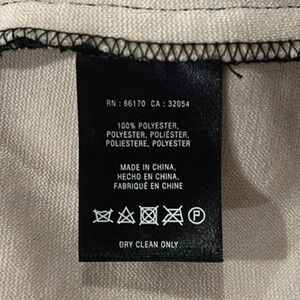 RN : 66170 CA : 32054
100% POLYESTER,
POLYESTER, POLIÉSTER,
POLIESTERE, POLYESTER
MADE IN CHINA,
HECHO EN CHINA,
FABRIQUÉ EN CHINE
P
DRY CLEAN ONLY